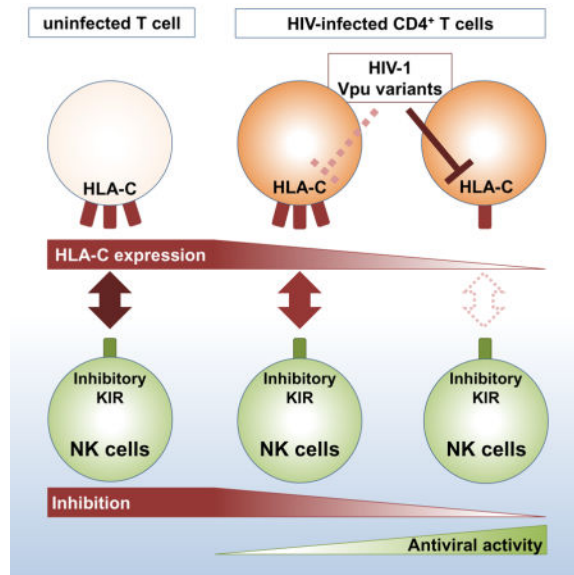 uninfected T cell
HIV-infected CD4⁺ T cells
HIV-1
Vpu variants
HLA-C
HLA-C
HLA-C
HLA-C expression
Inhibitory
KIR
NK cells
Inhibitory
KIR
NK cells
Inhibitory
KIR
NK cells
Inhibition
Antiviral activity